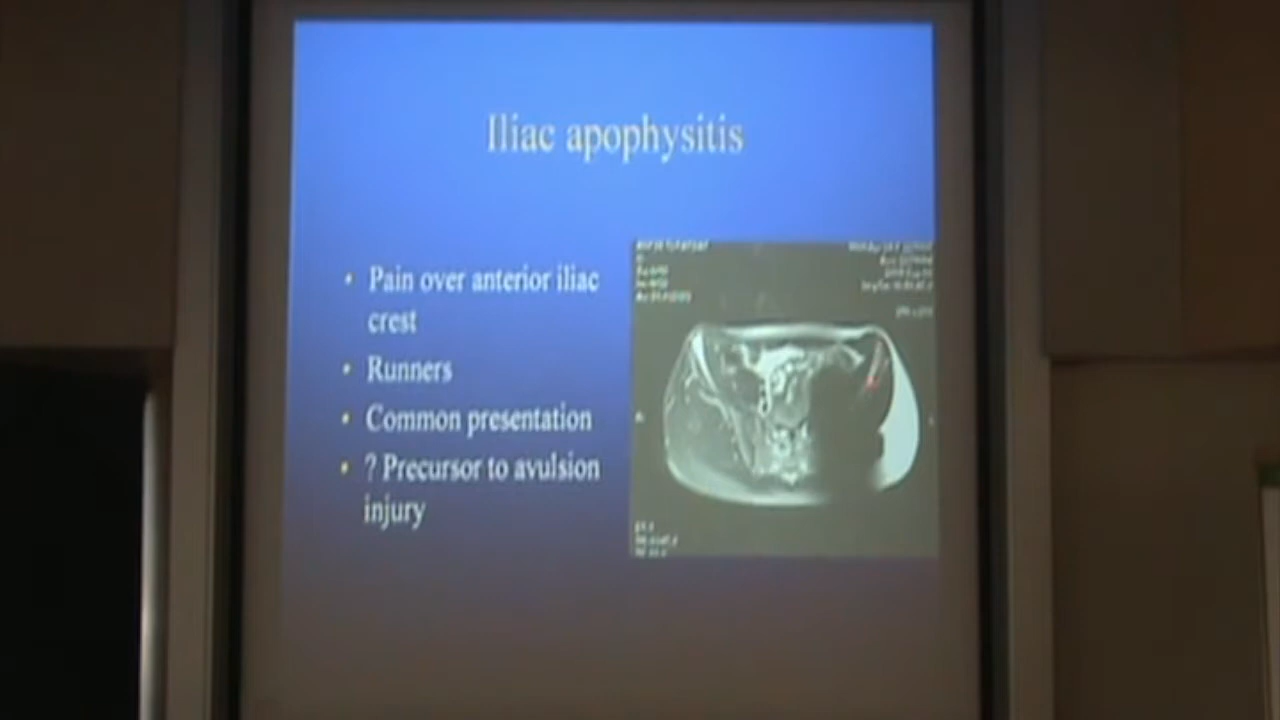 Iliac apophysitis
• Pain over anterior iliac
crest
• Runners
• Common presentation
• ? Precursor to avulsion
injury